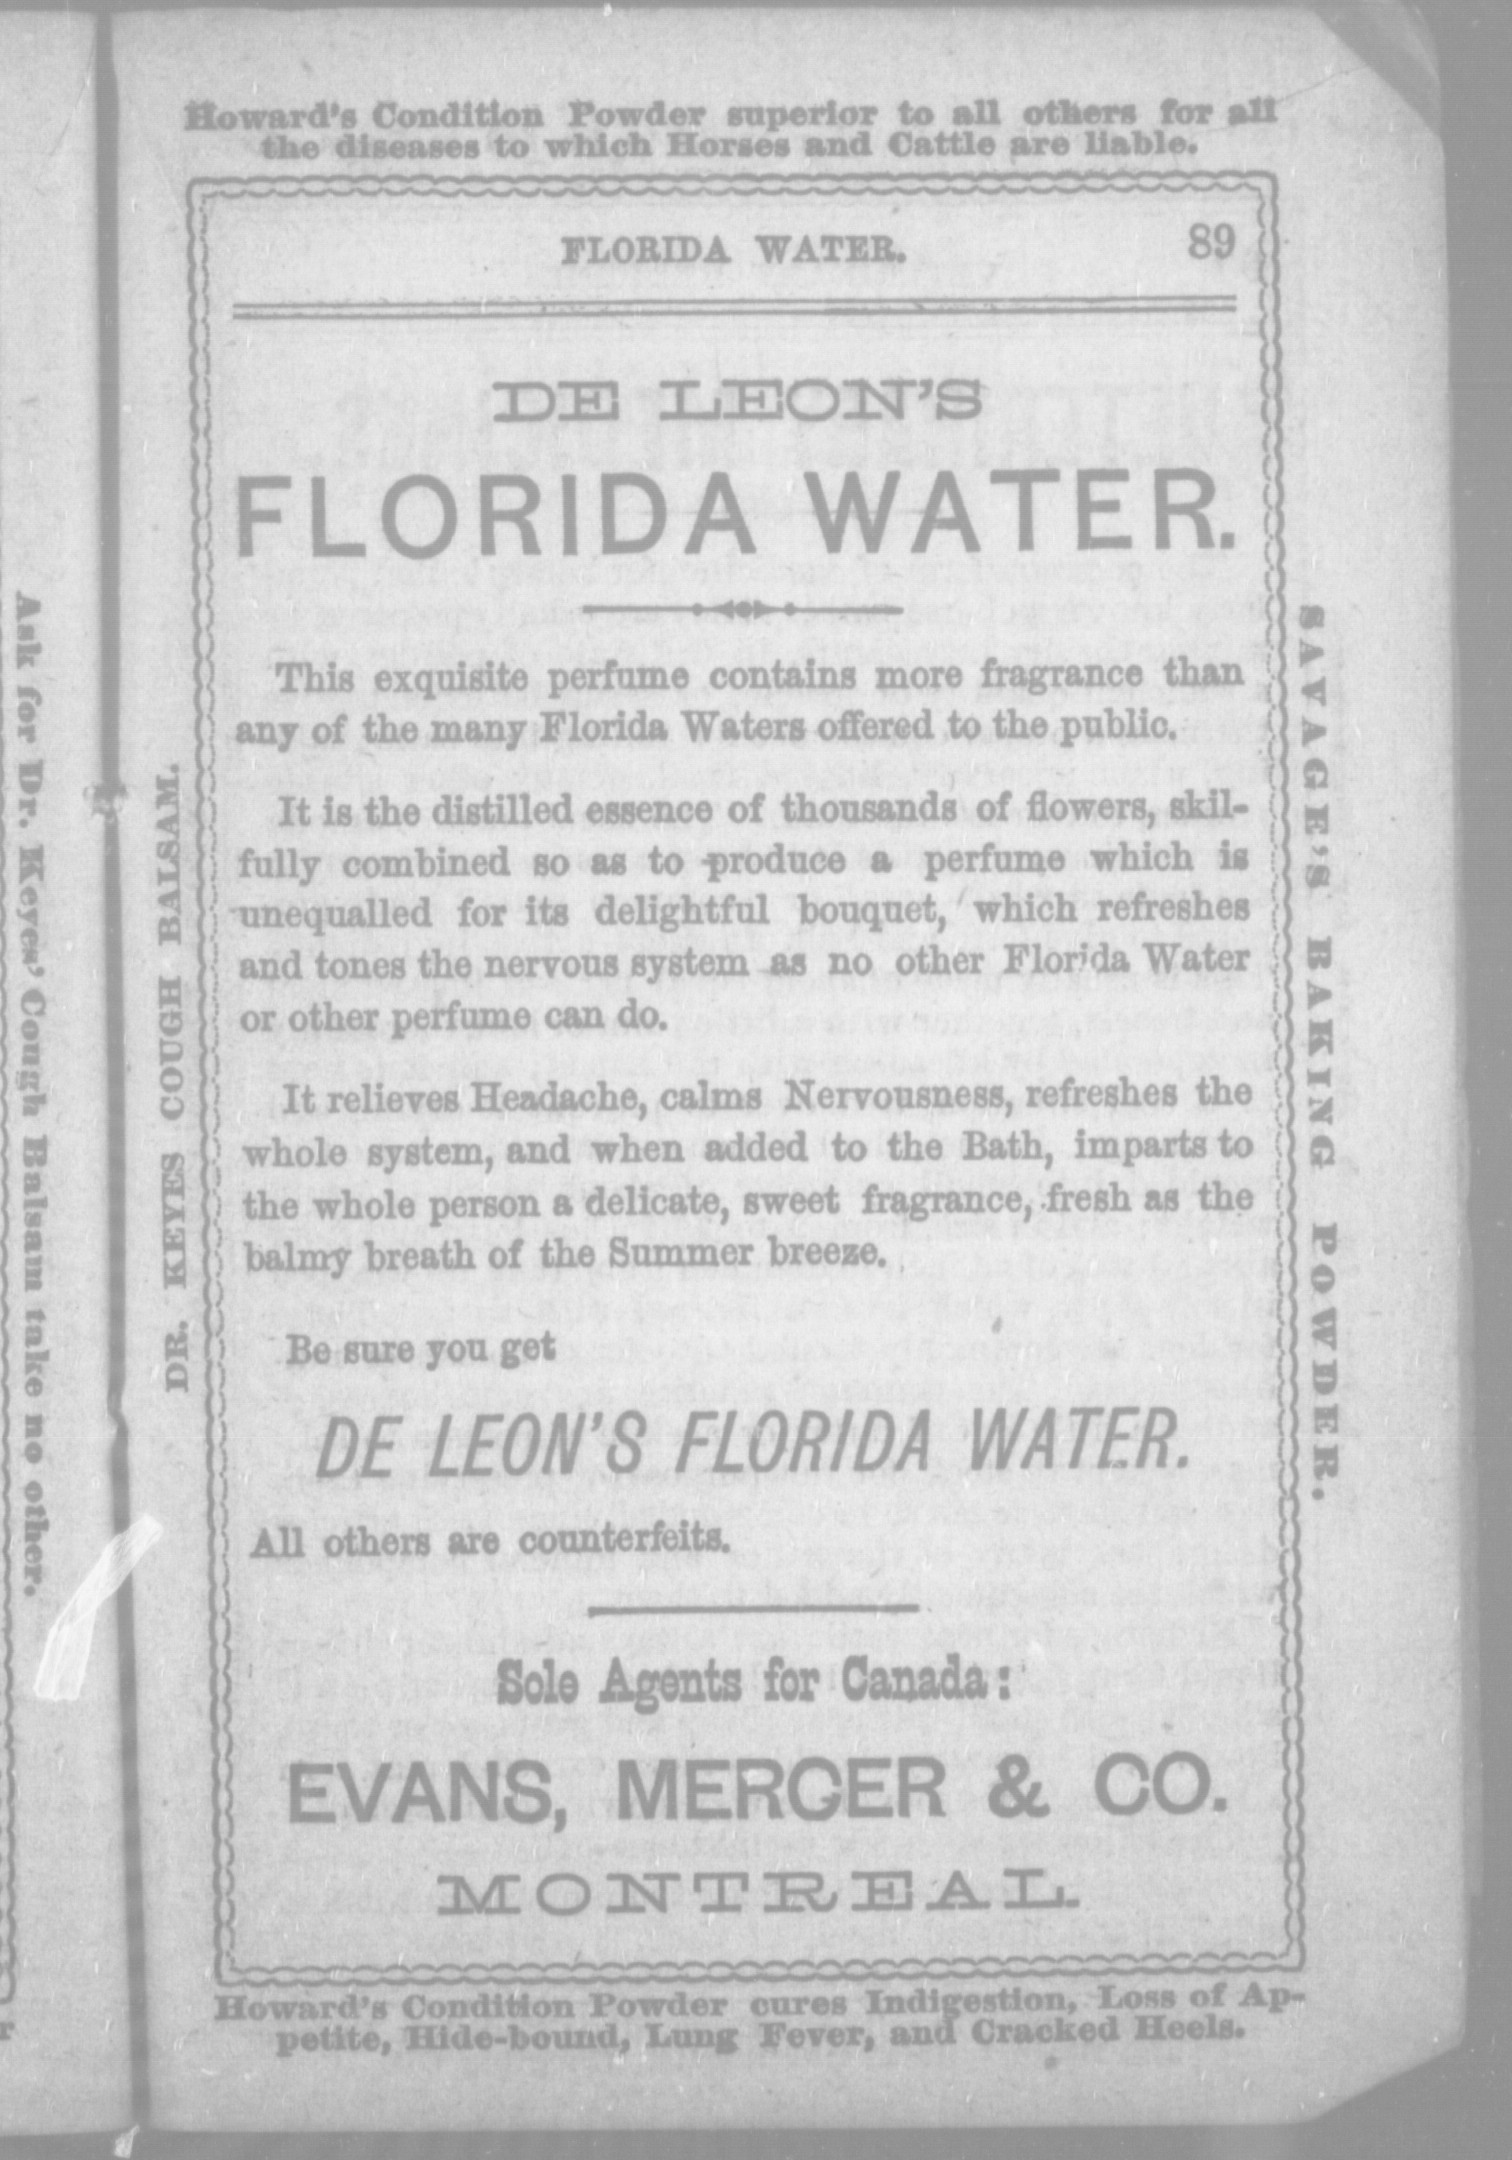 Howard's Condition Powder superior to all others for all
the diseases to which Horses and Cattle are liable.
FLORIDA WATER. 89
DE LEON'S
FLORIDA WATER.
This exquisite perfume contains more fragrance than
any of the many Florida Waters offered to the public.
It is the distilled essence of thousands of flowers, skil-
fully combined so as to produce a perfume which is
unequalled for its delightful bouquet, which refreshes
and tones the nervous system as no other Florida Water
or other perfume can do.
It relieves Headache, calms Nervousness, refreshes the
whole system, and when added to the Bath, imparts to
the whole person a delicate, sweet fragrance, fresh as the
balmy breath of the Summer breeze.
Be sure you get
DE LEON'S FLORIDA WATER.
All others are counterfeits.
Sole Agents for Canada:
EVANS, MERCER & CO.
MONTREAL.
Howard's Condition Powder cures Indigestion, Loss of Ap-
petite, Hide-bound, Lung Fever, and Cracked Heels.
DR. KEYES COUGH BALSAM.
SAVAGE'S BAKING POWDER.
Ask for Dr. Keyes' Cough Balsam take no other.